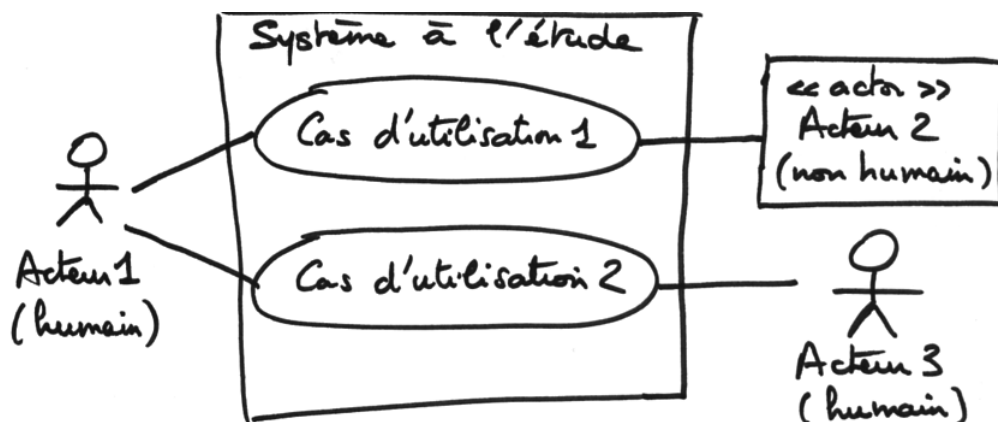 Système à l'étude
Cas d'utilisation 1
<< actor >>
Acteur 2
(non humain)
Acteur 1
(humain)
Cas d'utilisation 2
Acteur 3
(humain)